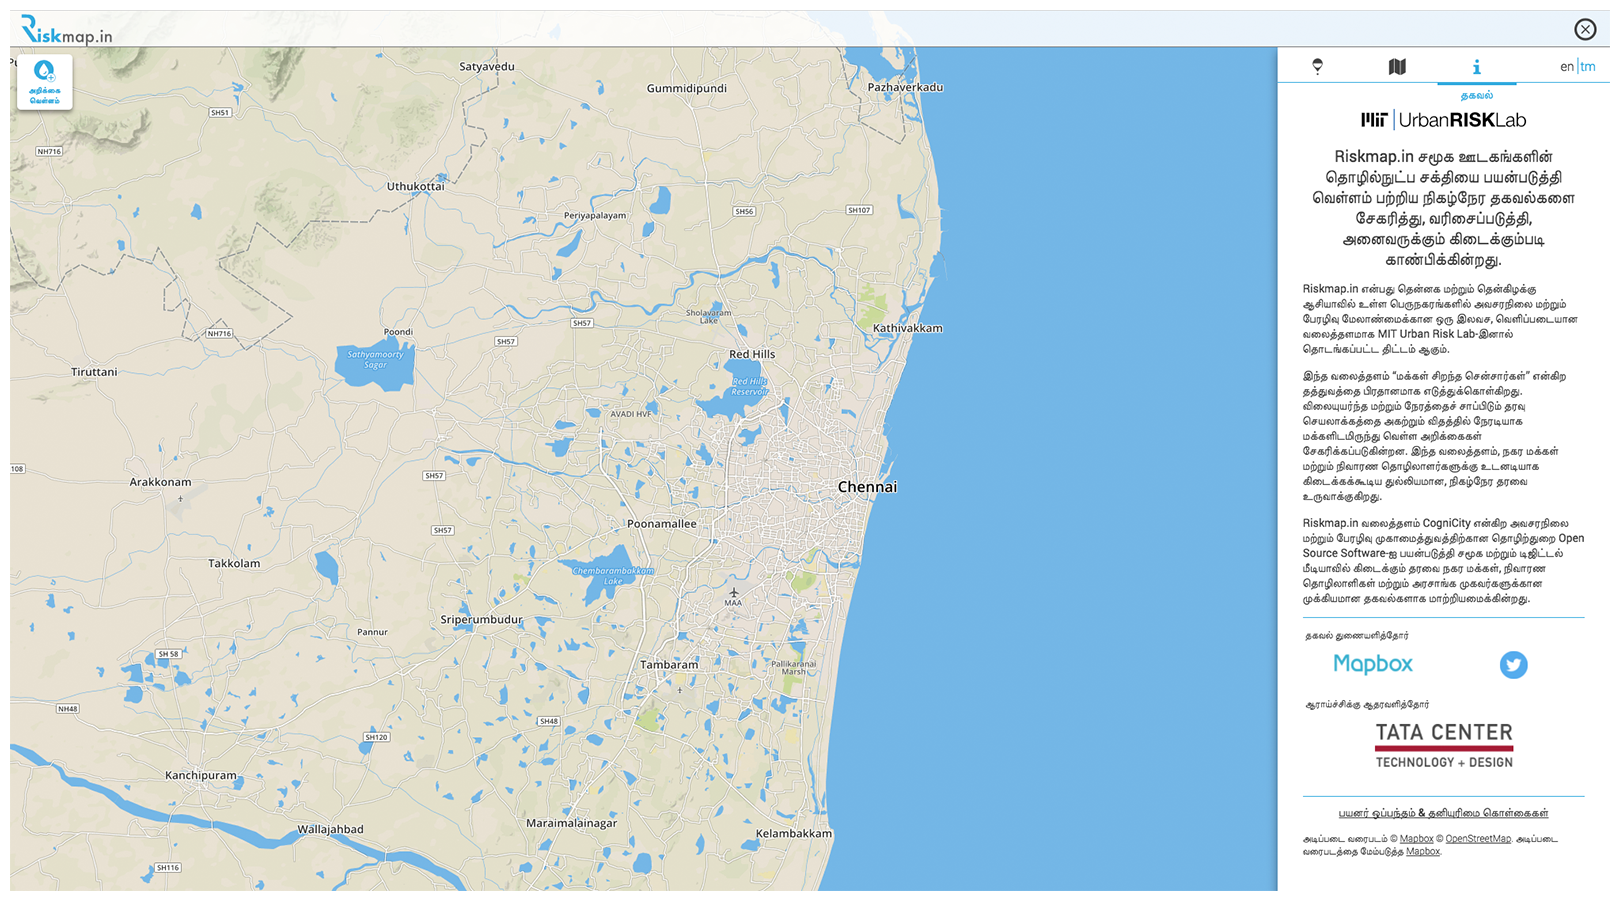 Riskmap.in
அறிக்கை
வெள்ளம்
Satyavedu
Gummidipundi
Pazhaverkadu
SH51
NH716
Uthukottai
Periyapalayam
SH56
SH107
Sholavaram
Lake
SH57
Kathivakkam
NH716
Poondi
SH57
Sathyamoorty
Sagar
Red Hills
Tiruttani
Red Hills
Reservoir
AVADI HVF
108
SH57
Arakkonam
Chennai
Poonamallee
SH57
Takkolam
Chembarambakkam
Lake
MAA
Sriperumbudur
Pannur
SH 58
Tambaram
Pallikaranai
Marsh
NH48
SH48
SH120
Kanchipuram
Wallajahbad
Maraimalainagar
Kelambakkam
SH116
en|tm
தகவல்
MIT | UrbanRISKLab
Riskmap.in சமூக ஊடகங்களின்
தொழில்நுட்ப சக்தியை பயன்படுத்தி
வெள்ளம் பற்றிய நிகழ்நேர தகவல்களை
சேகரித்து, வரிசைப்படுத்தி,
அனைவருக்கும் கிடைக்கும்படி
காண்பிக்கின்றது.
Riskmap.in என்பது தென்னக மற்றும் தென்கிழக்கு
ஆசியாவில் உள்ள பெருநகரங்களில் அவசரநிலை மற்றும்
பேரழிவு மேலாண்மைக்கான ஒரு இலவச, வெளிப்படையான
வலைத்தளமாக MIT Urban Risk Lab-இனால்
தொடங்கப்பட்ட திட்டம் ஆகும்.
இந்த வலைத்தளம் “மக்கள் சிறந்த சென்சார்கள்” என்கிற
தத்துவத்தை பிரதானமாக எடுத்துக்கொள்கிறது.
விலையுயர்ந்த மற்றும் நேரத்தைச் சாப்பிடும் தரவு
செயலாக்கத்தை அகற்றும் விதத்தில் நேரடியாக
மக்களிடமிருந்து வெள்ள அறிக்கைகள்
சேகரிக்கப்படுகின்றன. இந்த வலைத்தளம், நகர மக்கள்
மற்றும் நிவாரண தொழிலாளர்களுக்கு உடனடியாக
கிடைக்கக்கூடிய துல்லியமான, நிகழ்நேர தரவை
உருவாக்குகிறது.
Riskmap.in வலைத்தளம் CogniCity என்கிற அவசரநிலை
மற்றும் பேரழிவு முகாமைத்துவத்திற்கான தொழிற்துறை Open
Source Software-ஐ பயன்படுத்தி சமூக மற்றும் டிஜிட்டல்
மீடியாவில் கிடைக்கும் தரவை நகர மக்கள், நிவாரண
தொழிலாளிகள் மற்றும் அரசாங்க முகவர்களுக்கான
முக்கியமான தகவல்களாக மாற்றியமைக்கின்றது.
தகவல் துணையளித்தோர்
Mapbox
ஆராய்ச்சிக்கு ஆதரவளித்தோர்
TATA CENTER
TECHNOLOGY + DESIGN
பயனர் ஒப்பந்தம் & தனியுரிமை கொள்கைகள்
அடிப்படை வரைபடம் © Mapbox © OpenStreetMap. அடிப்படை
வரைபடத்தை மேம்படுத்த Mapbox.